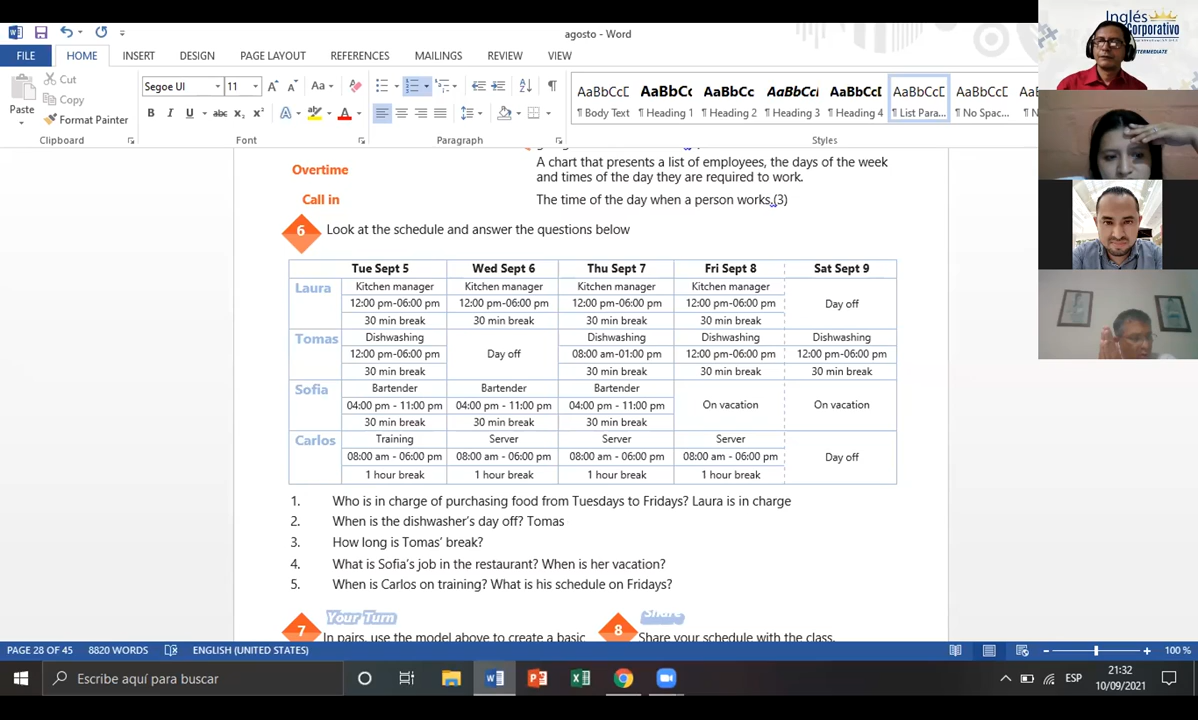 agosto - Word
FILE HOME INSERT DESIGN PAGE LAYOUT REFERENCES MAILINGS REVIEW VIEW
Inglés
Corporativo
Cut
Copy
Format Painter
Paste
Clipboard
Segoe UI 11
Font
Paragraph
AaBbCcD AaBbCc AaBbCc AaBbCcD AaBbCcD AaBbCcD AaBbCcD
¶ Body Text ¶ Heading 1 ¶ Heading 2 ¶ Heading 3 ¶ Heading 4 ¶ List Para... ¶ No Spac...
Styles
Overtime
A chart that presents a list of employees, the days of the week
and times of the day they are required to work.
Call in
The time of the day when a person works.(3)
6 Look at the schedule and answer the questions below
Tue Sept 5 Wed Sept 6 Thu Sept 7 Fri Sept 8 Sat Sept 9
Laura Kitchen manager Kitchen manager Kitchen manager Kitchen manager Day off
12:00 pm-06:00 pm 12:00 pm-06:00 pm 12:00 pm-06:00 pm 12:00 pm-06:00 pm
30 min break 30 min break 30 min break 30 min break
Tomas Dishwashing Day off Dishwashing Dishwashing Dishwashing
12:00 pm-06:00 pm 08:00 am-01:00 pm 12:00 pm-06:00 pm 12:00 pm-06:00 pm
30 min break 30 min break 30 min break 30 min break
Sofia Bartender Bartender Bartender On vacation On vacation
04:00 pm - 11:00 pm 04:00 pm - 11:00 pm 04:00 pm - 11:00 pm
30 min break 30 min break 30 min break
Carlos Training Server Server Server Day off
08:00 am - 06:00 pm 08:00 am - 06:00 pm 08:00 am - 06:00 pm 08:00 am - 06:00 pm
1 hour break 1 hour break 1 hour break 1 hour break
1. Who is in charge of purchasing food from Tuesdays to Fridays? Laura is in charge
2. When is the dishwasher's day off? Tomas
3. How long is Tomas' break?
4. What is Sofia's job in the restaurant? When is her vacation?
5. When is Carlos on training? What is his schedule on Fridays?
7 Your Turn
In pairs, use the model above to create a basic
8 Share
Share your schedule with the class.
PAGE 28 OF 45 8820 WORDS ENGLISH (UNITED STATES) 100 %
Escribe aquí para buscar
ESP
21:32
10/09/2021